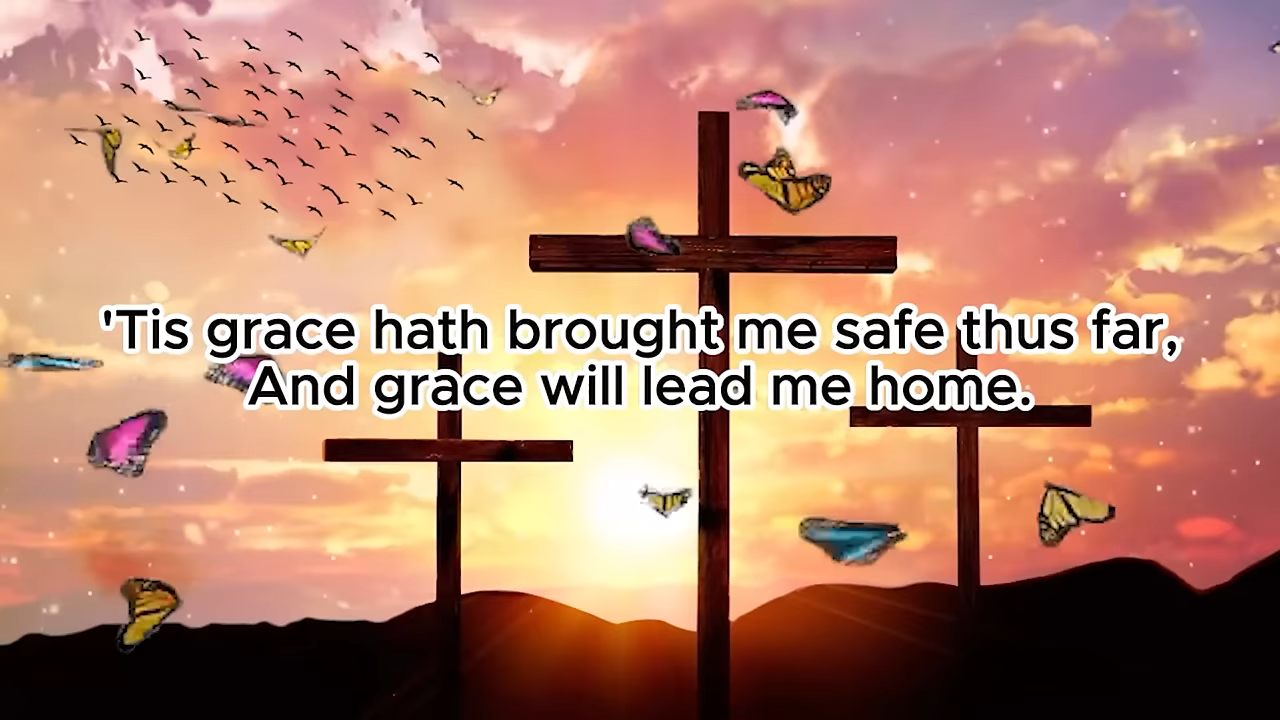 'Tis grace hath brought me safe thus far,
And grace will lead me home.